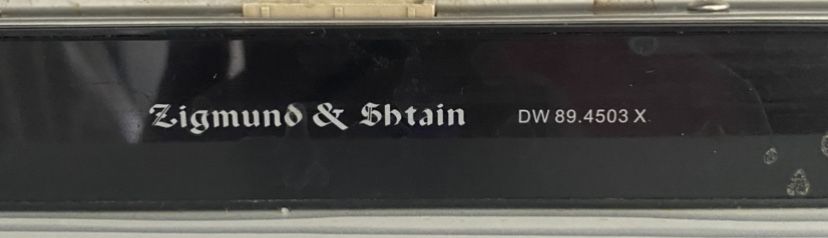 Zigmund & Shtain DW 89.4503 X